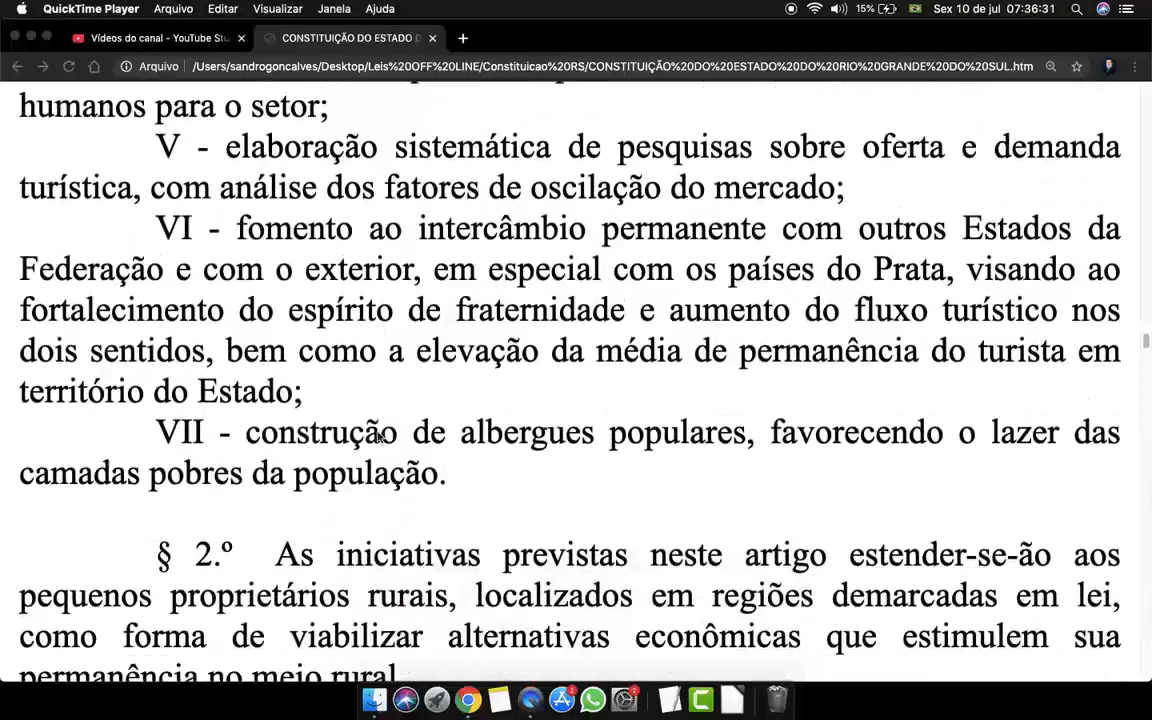 QuickTime Player Arquivo Editar Visualizar Janela Ajuda 15% Sex 10 de jul 07:36:31
Vídeos do canal - YouTube Stu × CONSTITUIÇÃO DO ESTADO D × +
Arquivo /Users/sandrogoncalves/Desktop/Leis%20OFF%20LINE/Constituicao%20RS/CONSTITUIÇÃO%20DO%20ESTADO%20DO%20RIO%20GRANDE%20DO%20SUL.htm
humanos para o setor;
V - elaboração sistemática de pesquisas sobre oferta e demanda
turística, com análise dos fatores de oscilação do mercado;
VI - fomento ao intercâmbio permanente com outros Estados da
Federação e com o exterior, em especial com os países do Prata, visando ao
fortalecimento do espírito de fraternidade e aumento do fluxo turístico nos
dois sentidos, bem como a elevação da média de permanência do turista em
território do Estado;
VII - construção de albergues populares, favorecendo o lazer das
camadas pobres da população.
§ 2.º As iniciativas previstas neste artigo estender-se-ão aos
pequenos proprietários rurais, localizados em regiões demarcadas em lei,
como forma de viabilizar alternativas econômicas que estimulem sua
permanência no meio rural.